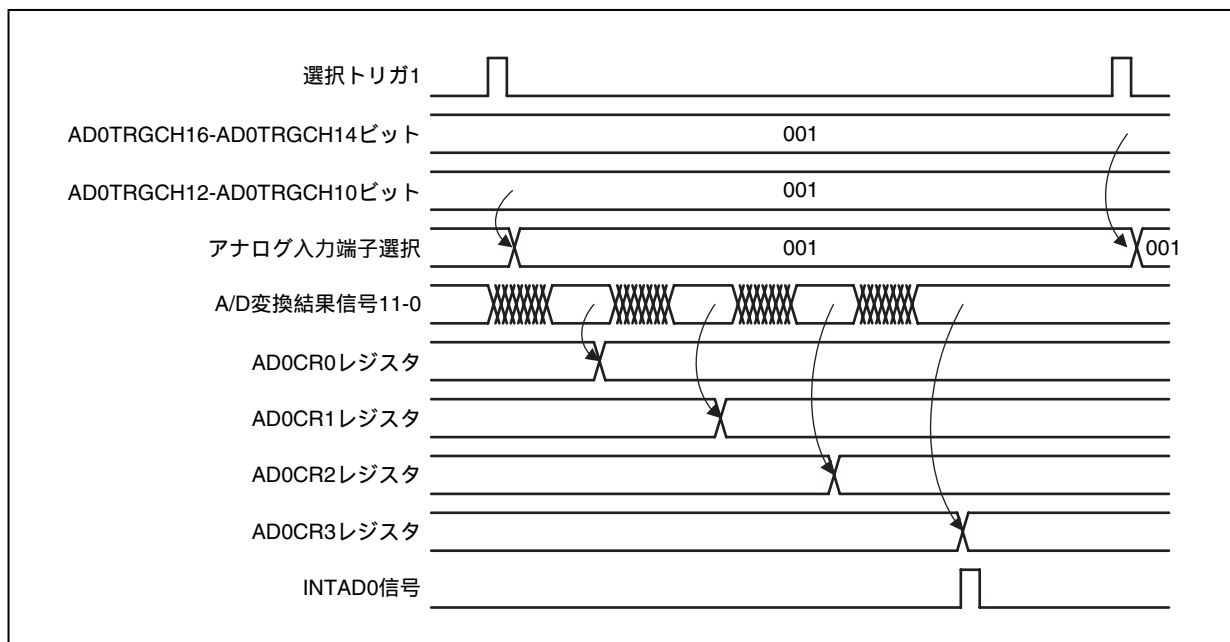 選択トリガ1
AD0TRGCH16-AD0TRGCH14ビット
001
AD0TRGCH12-AD0TRGCH10ビット
001
アナログ入力端子選択
001
001
A/D変換結果信号11-0
AD0CR0レジスタ
AD0CR1レジスタ
AD0CR2レジスタ
AD0CR3レジスタ
INTAD0信号